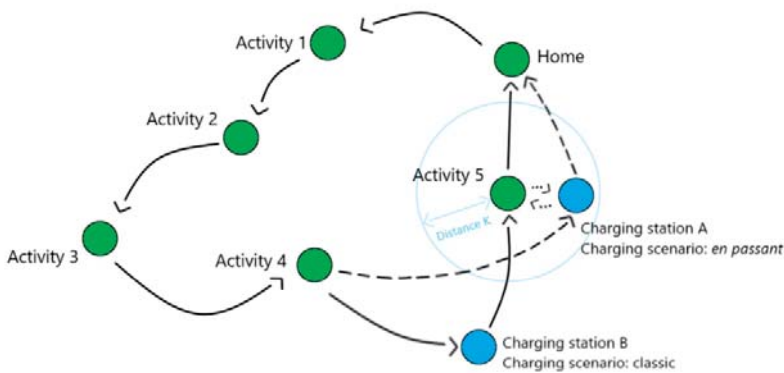 Activity 1
Home
Activity 2
Activity 5
Distance K
Activity 3
Activity 4
Charging station A
Charging scenario: en passant
Charging station B
Charging scenario: classic